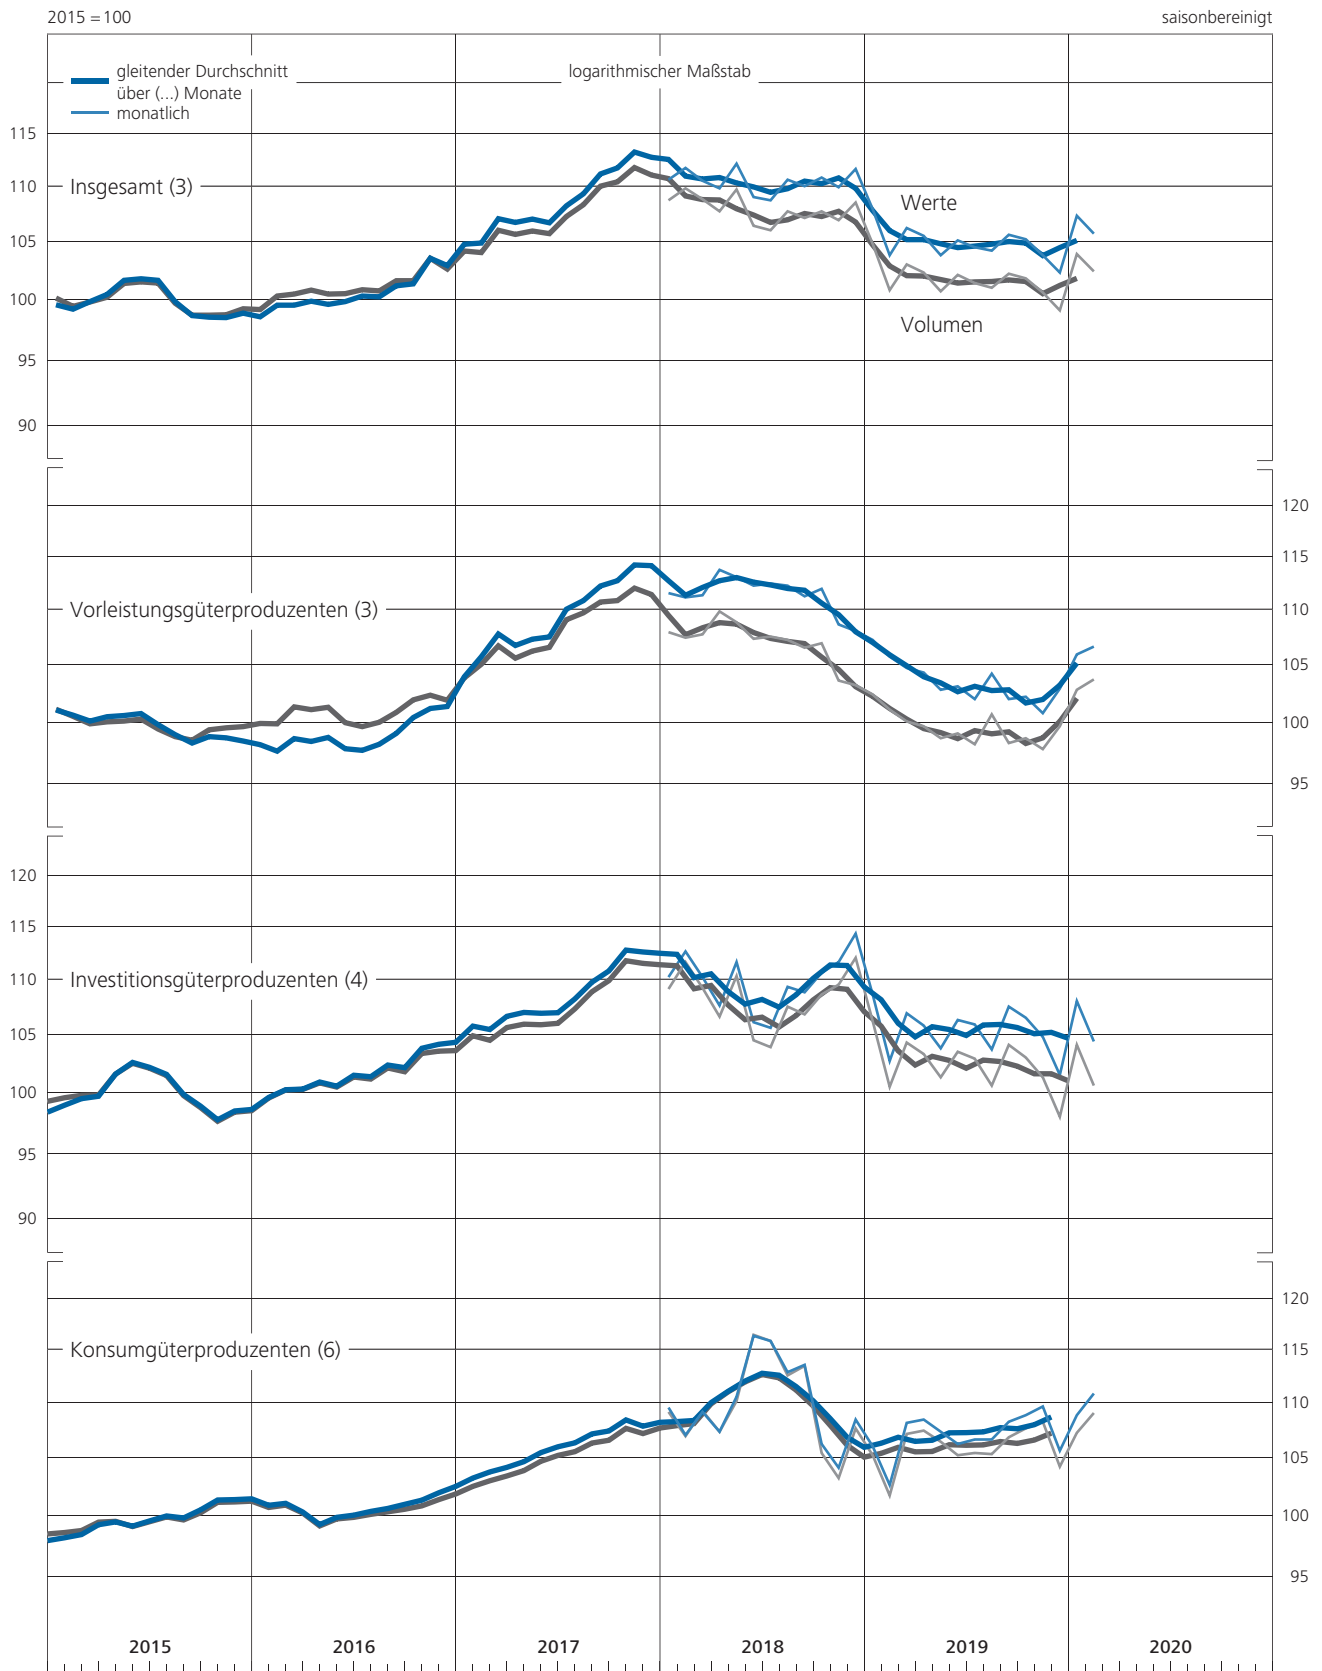 2015 = 100
saisonbereinigt
gleitender Durchschnitt
über (...) Monate
monatlich
logarithmischer Maßstab
115
Insgesamt (3)
110
Werte
105
100
Volumen
95
90
120
115
Vorleistungsgüterproduzenten (3)
110
105
100
95
120
115
Investitionsgüterproduzenten (4)
110
105
100
95
90
120
Konsumgüterproduzenten (6)
115
110
105
100
95
2015 2016 2017 2018 2019 2020